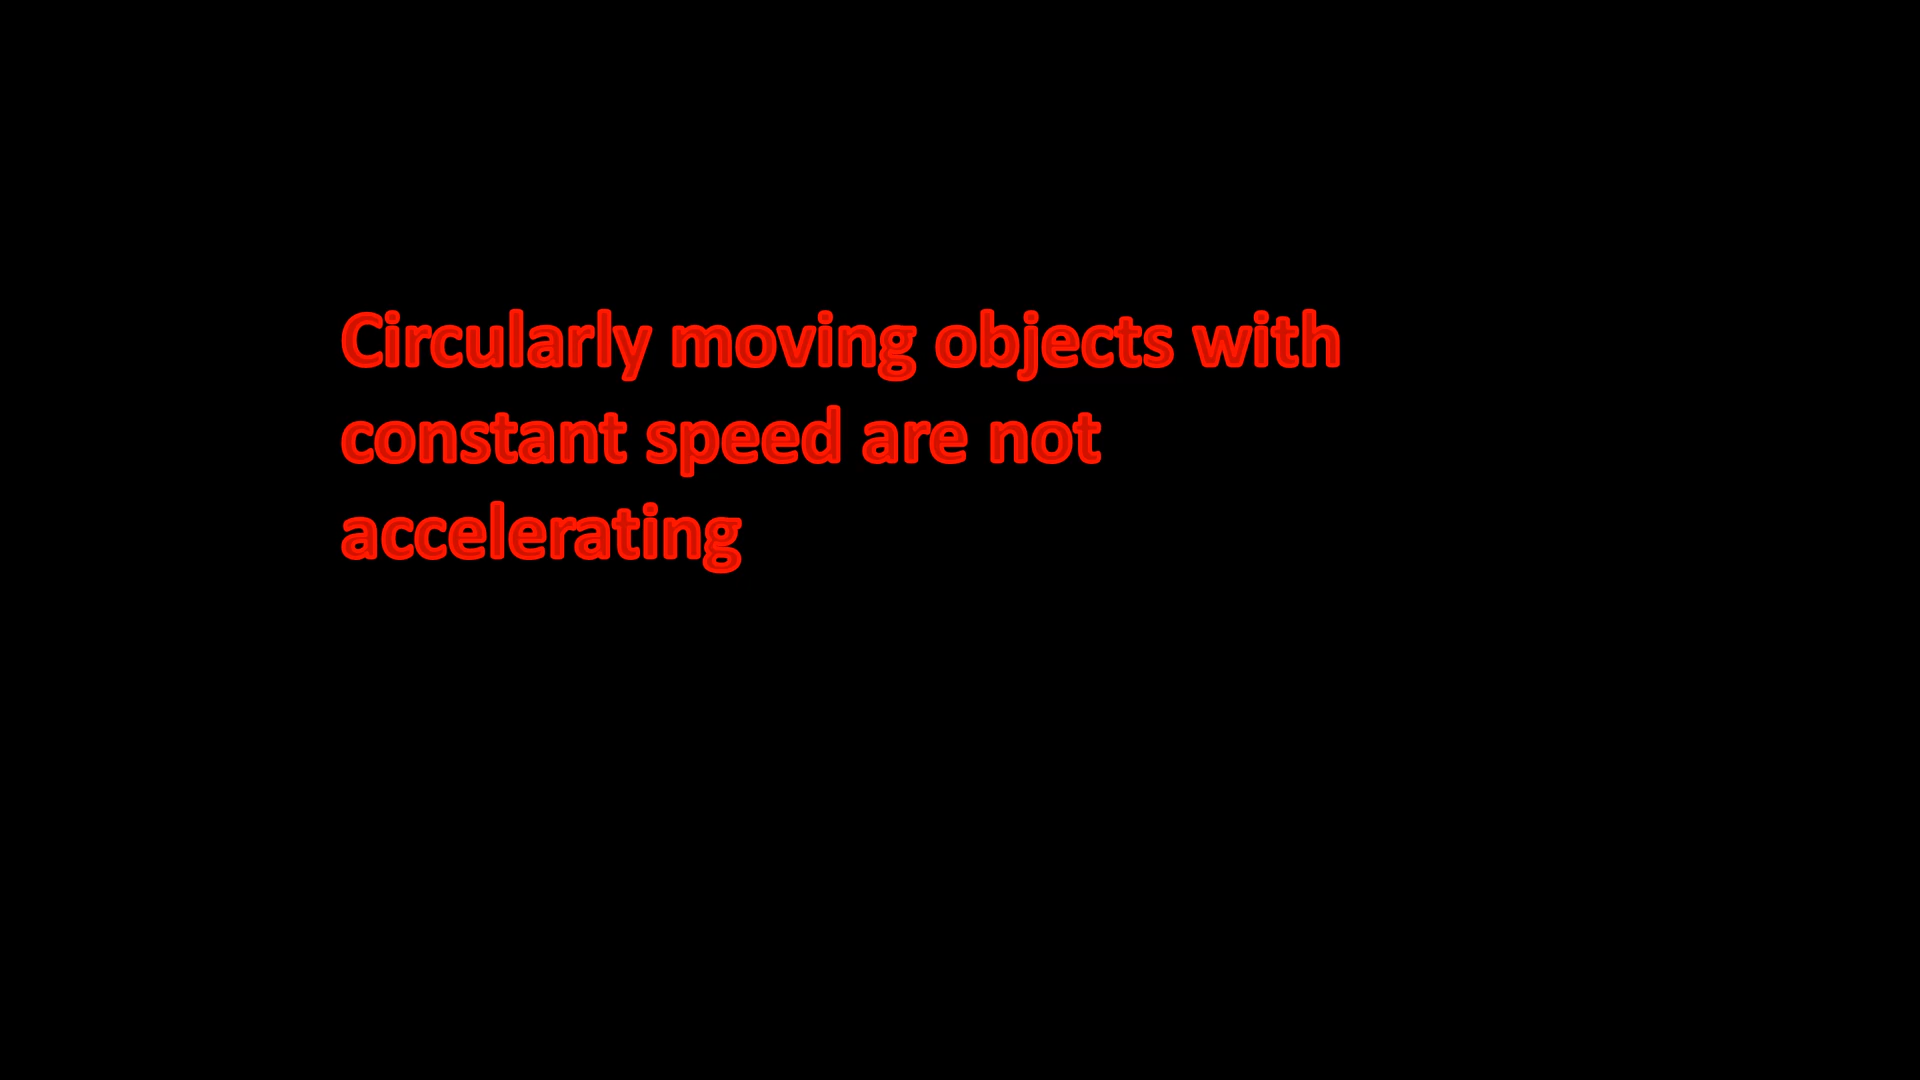 Circularly moving objects with
constant speed are not
accelerating